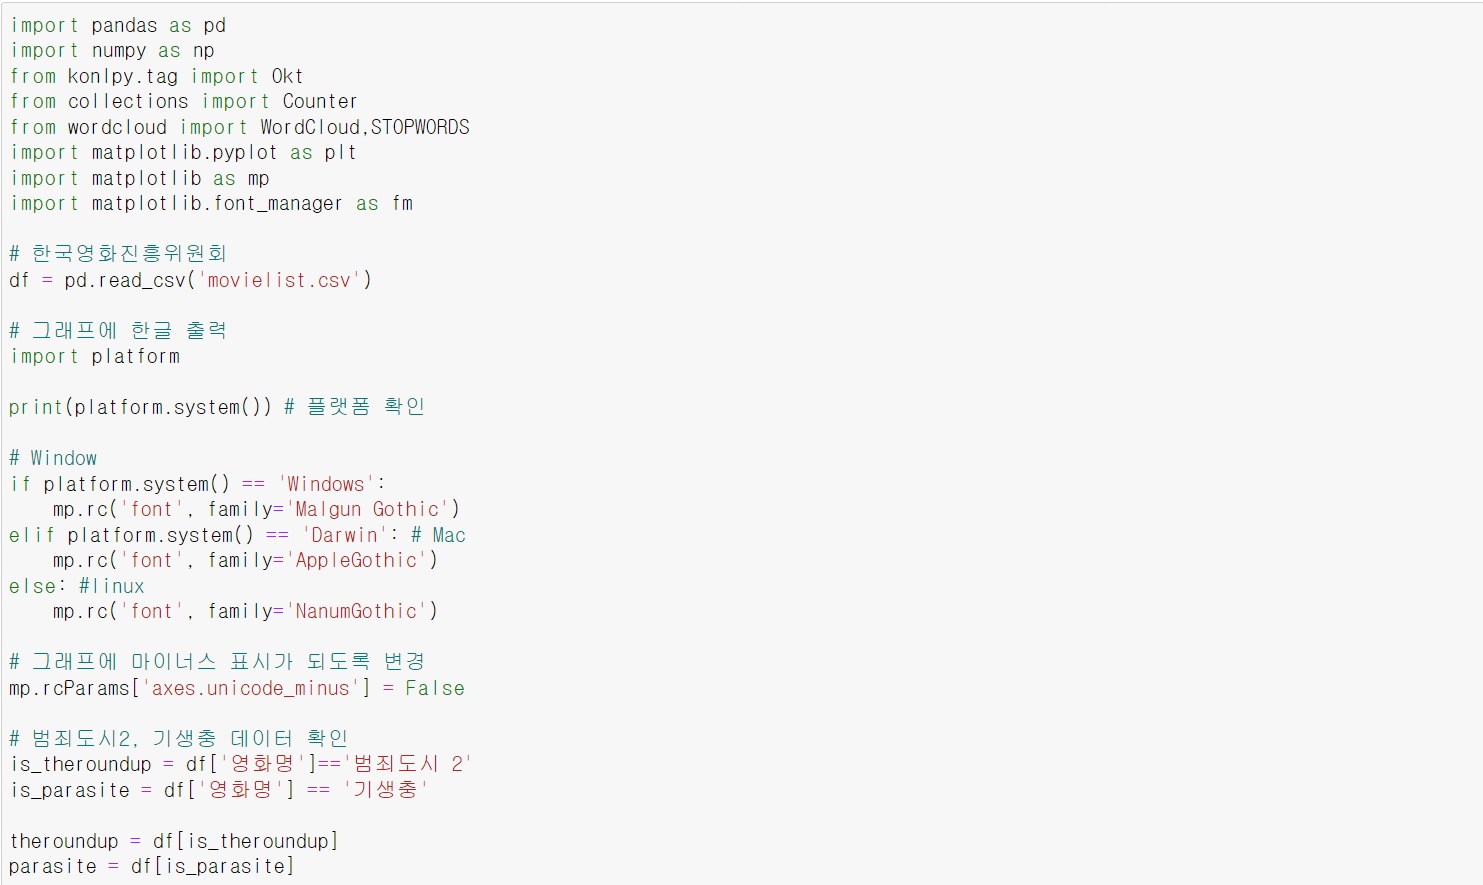 import pandas as pd
import numpy as np
from konlpy.tag import Okt
from collections import Counter
from wordcloud import WordCloud,STOPWORDS
import matplotlib.pyplot as plt
import matplotlib as mp
import matplotlib.font_manager as fm
# 한국영화진흥위원회
df = pd.read_csv('movielist.csv')
# 그래프에 한글 출력
import platform
print(platform.system()) # 플랫폼 확인
# Window
if platform.system() == 'Windows':
    mp.rc('font', family='Malgun Gothic')
elif platform.system() == 'Darwin': # Mac
    mp.rc('font', family='AppleGothic')
else: #linux
    mp.rc('font', family='NanumGothic')
# 그래프에 마이너스 표시가 되도록 변경
mp.rcParams['axes.unicode_minus'] = False
# 범죄도시2, 기생충 데이터 확인
is_theroundup = df['영화명']=='범죄도시 2'
is_parasite = df['영화명'] == '기생충'
theroundup = df[is_theroundup]
parasite = df[is_parasite]